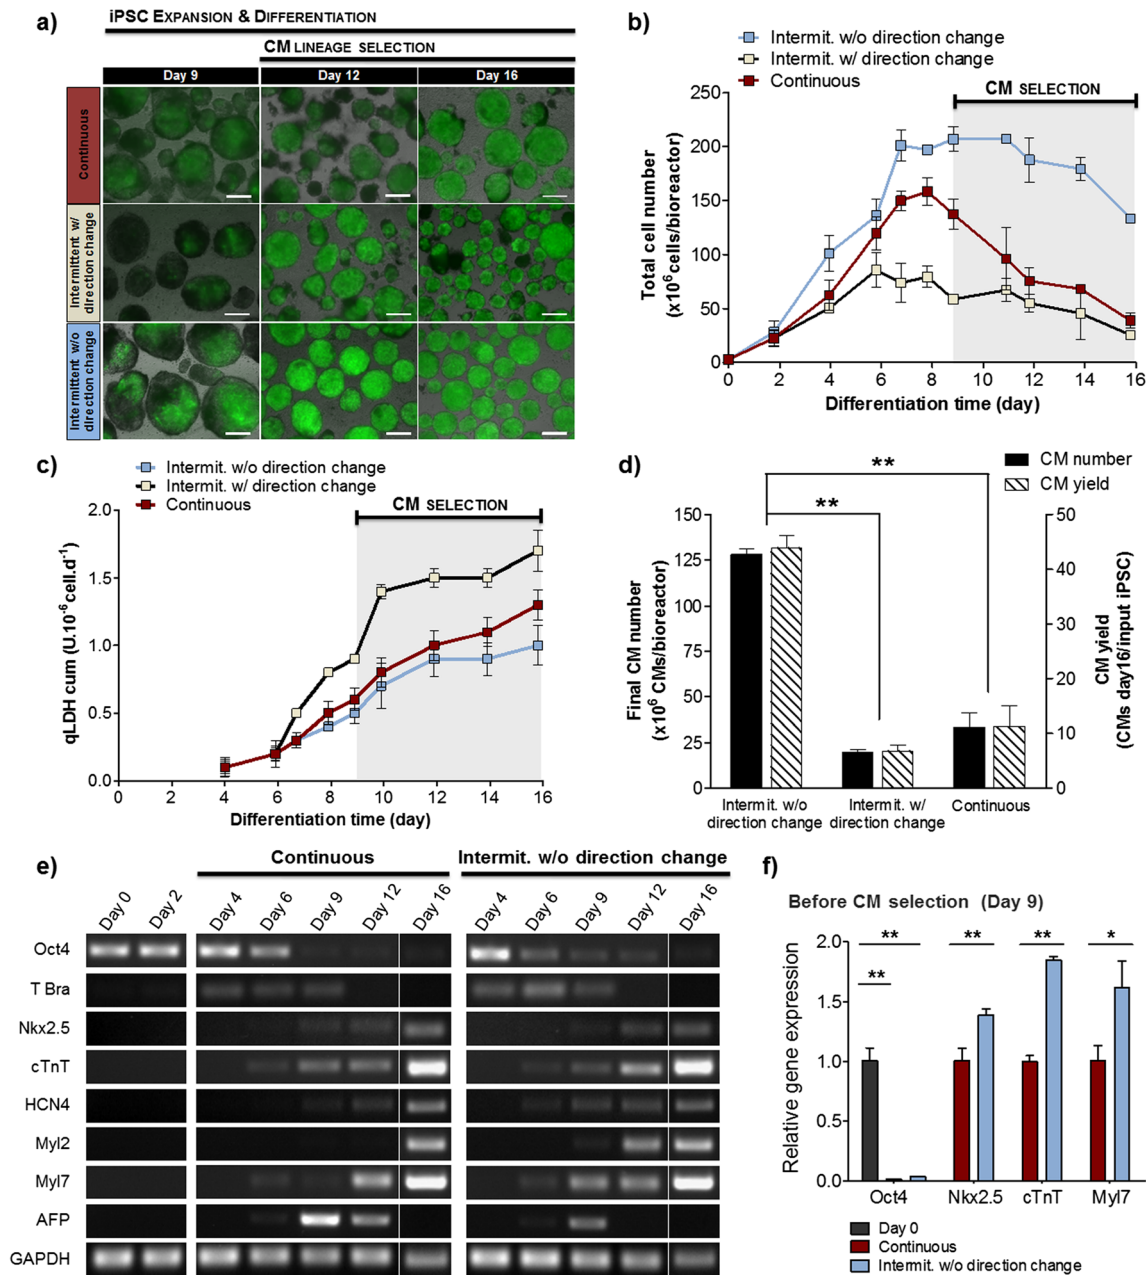 a)
iPSC EXPANSION & DIFFERENTIATION
CM LINEAGE SELECTION
Day 9
Day 12
Day 16
Continuous
Intermittent w/
direction change
Intermittent w/o
direction change
b)
Intermit. w/o direction change
Intermit. w/ direction change
Continuous
CM SELECTION
250
200
150
100
50
0
Total cell number
(x10⁶ cells/bioreactor)
0 2 4 6 8 10 12 14 16
Differentiation time (day)
c)
Intermit. w/o direction change
Intermit. w/ direction change
Continuous
CM SELECTION
2.0
1.5
1.0
0.5
0.0
qLDH cum (U.10⁻⁶cell.d⁻¹)
0 2 4 6 8 10 12 14 16
Differentiation time (day)
d)
CM number
CM yield
**
**
150
125
100
75
50
25
0
Final CM number
(x10⁶ CMs/bioreactor)
50
40
30
20
10
0
CM yield
(CMs day16/input iPSC)
Intermit. w/o
direction change
Intermit. w/
direction change
Continuous
e)
Continuous
Intermit. w/o direction change
Day 0
Day 2
Day 4
Day 6
Day 9
Day 12
Day 16
Day 4
Day 6
Day 9
Day 12
Day 16
Oct4
T Bra
Nkx2.5
cTnT
HCN4
Myl2
Myl7
AFP
GAPDH
f)
Before CM selection (Day 9)
** ** ** *
**
2.0
1.5
1.0
0.5
0.0
Relative gene expression
Oct4 Nkx2.5 cTnT Myl7
Day 0
Continuous
Intermit. w/o direction change